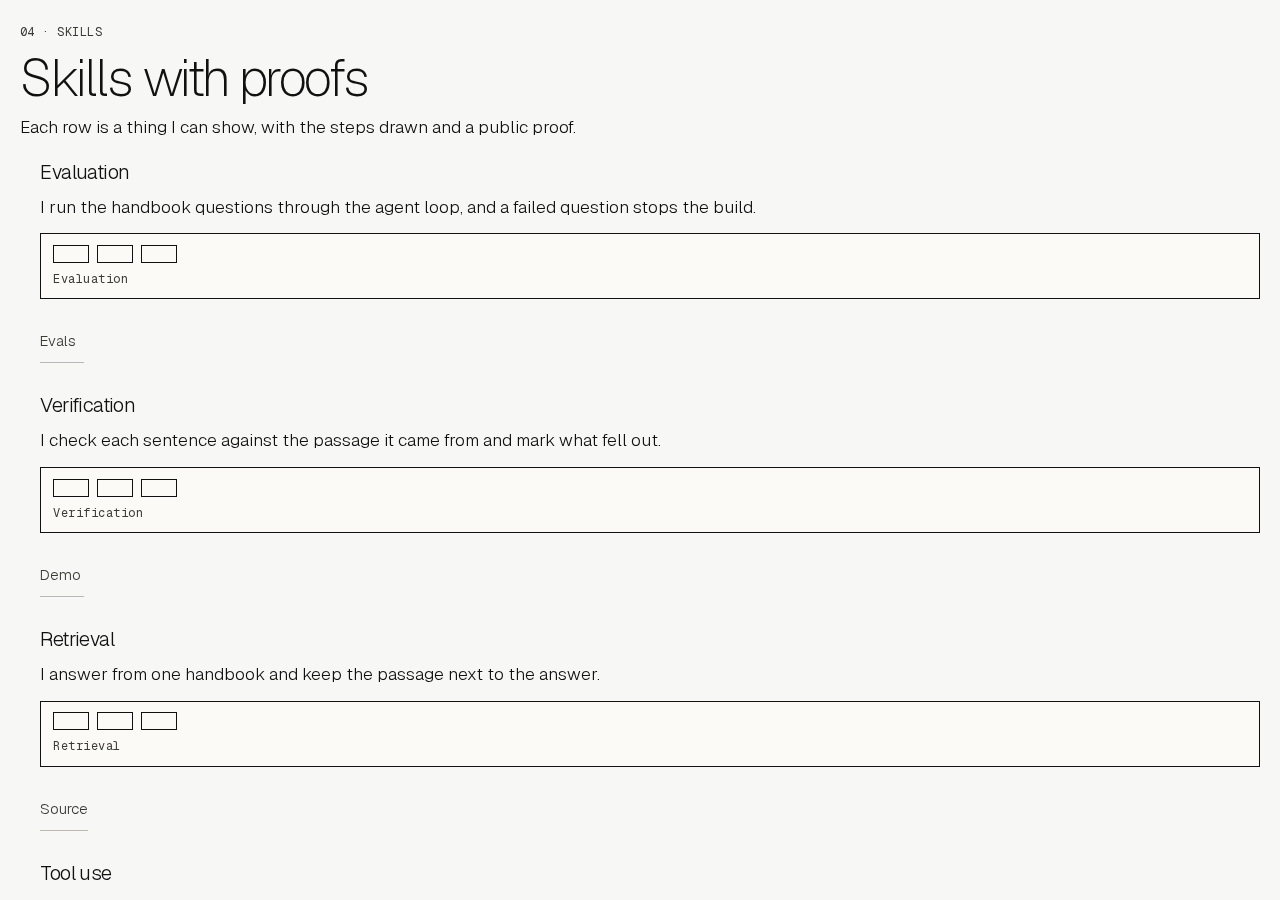 04 · SKILLS
Skills with proofs
Each row is a thing I can show, with the steps drawn and a public proof.
Evaluation
I run the handbook questions through the agent loop, and a failed question stops the build.
Evaluation
Evals
Verification
I check each sentence against the passage it came from and mark what fell out.
Verification
Demo
Retrieval
I answer from one handbook and keep the passage next to the answer.
Retrieval
Source
Tool use